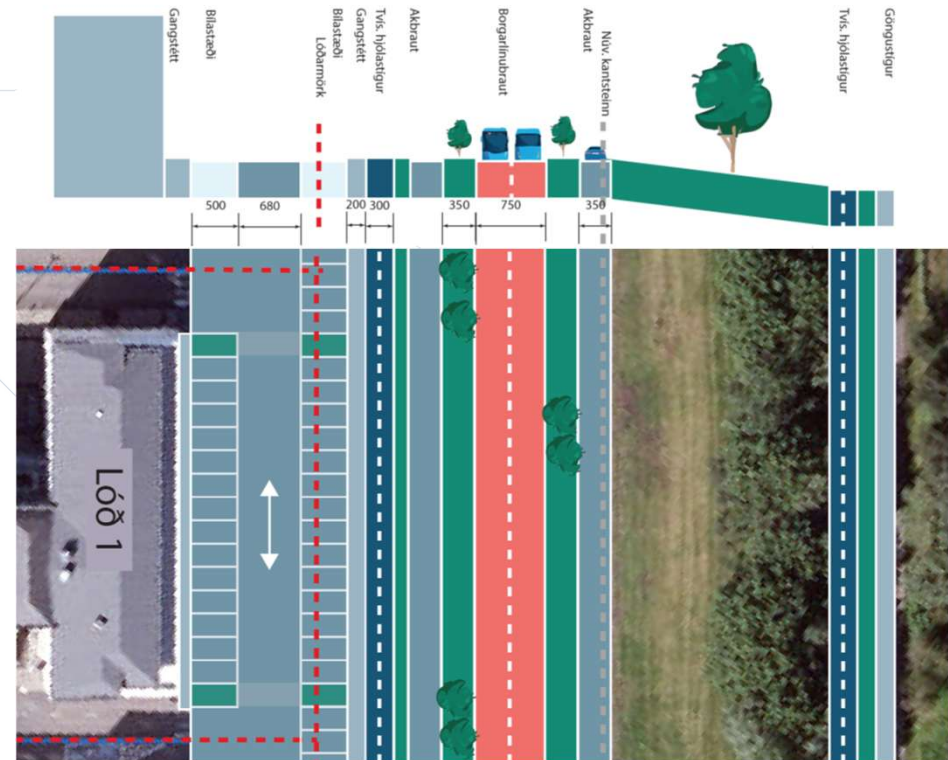 Gangstétt
Bílastæði
Lóðarmörk
Bílastæði
Gangstétt
Tvís. hjólastígur
Akbraut
Borgarlínubraut
Akbraut
Núv. kantsteinn
Tvís. hjólastígur
Göngustígur
500
680
200
300
350
750
350
Lóð 1